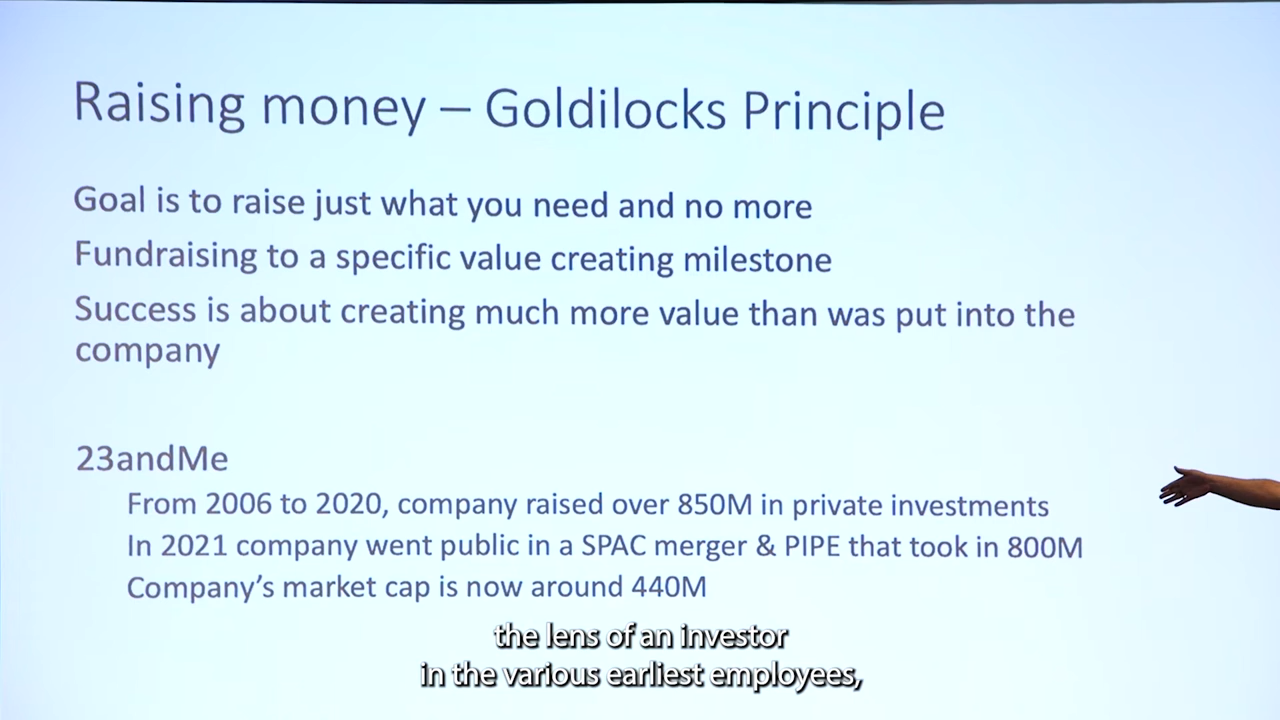 Raising money – Goldilocks Principle
Goal is to raise just what you need and no more
Fundraising to a specific value creating milestone
Success is about creating much more value than was put into the
company
23andMe
From 2006 to 2020, company raised over 850M in private investments
In 2021 company went public in a SPAC merger & PIPE that took in 800M
Company's market cap is now around 440M
the lens of an investor
in the various earliest employees,